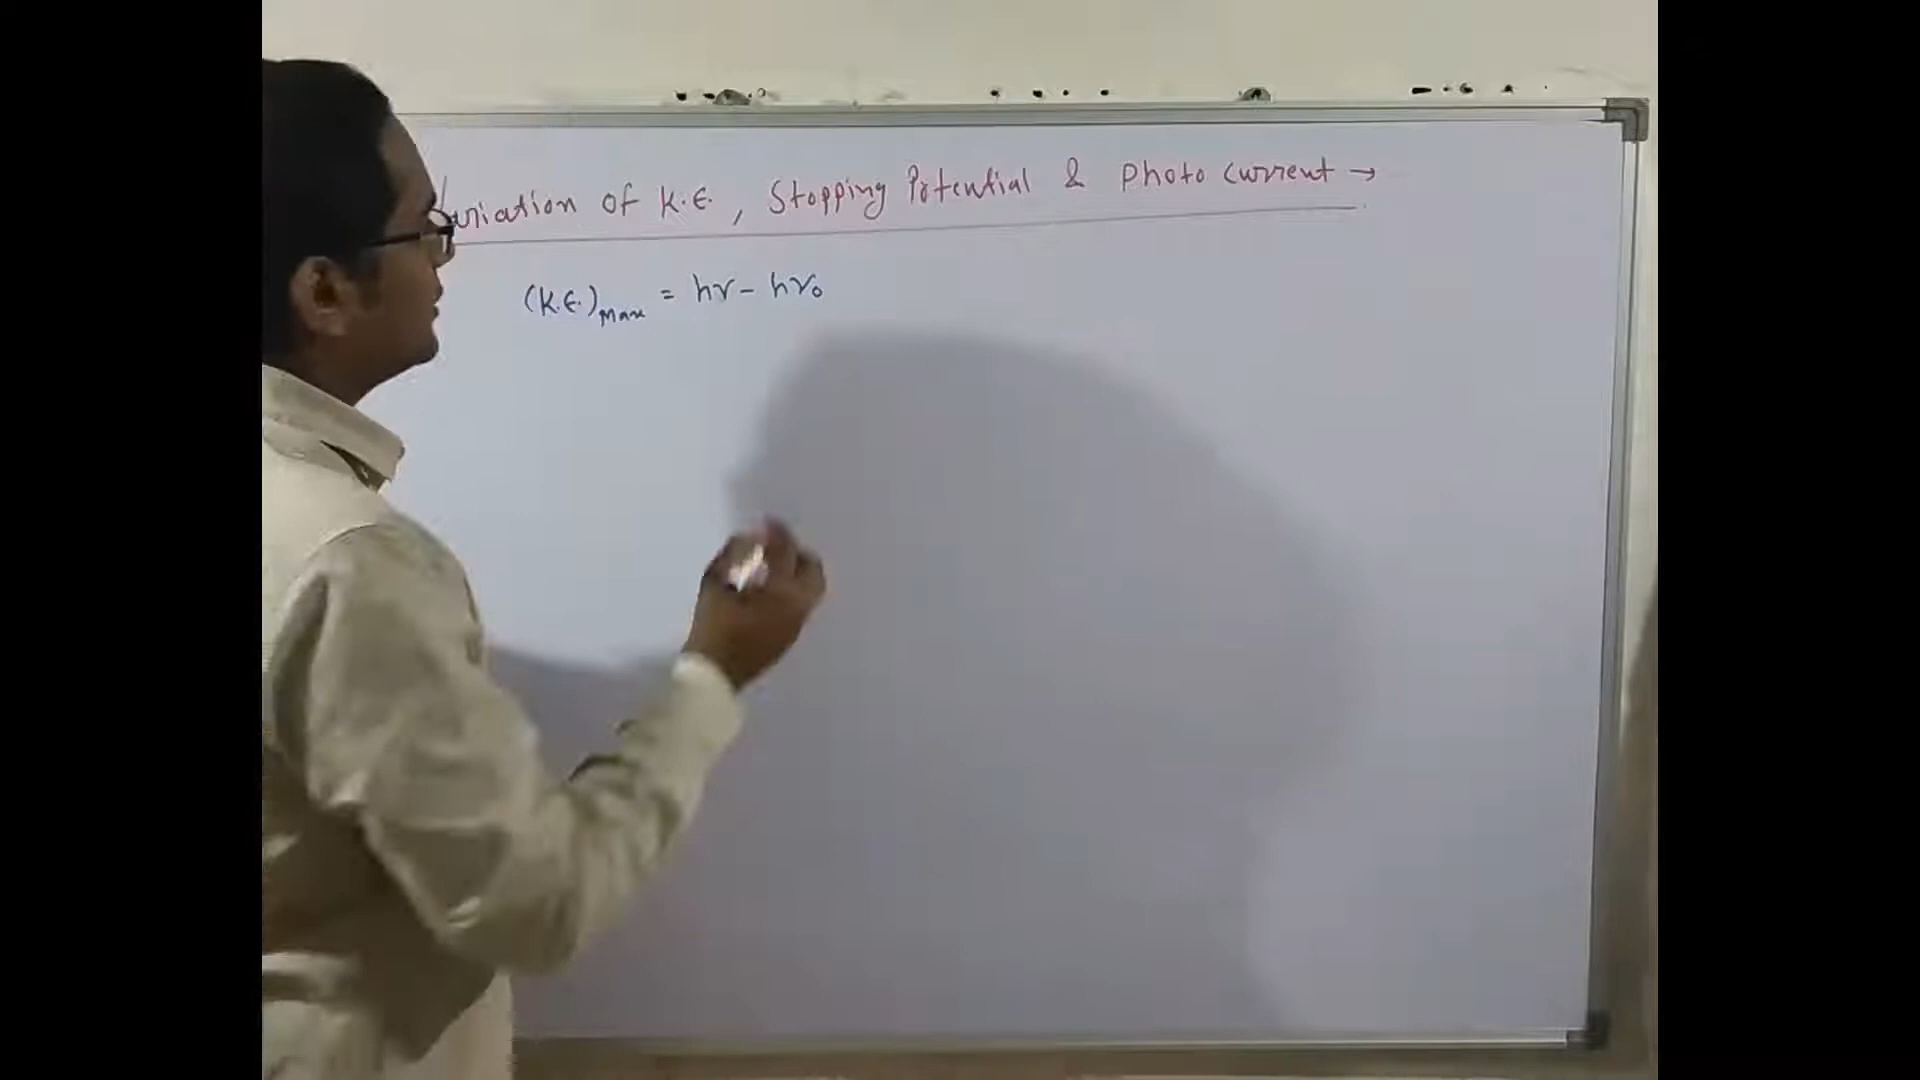 Variation of K.E., Stopping Potential & Photo Current →
(K.E.)Max = hν - hν₀